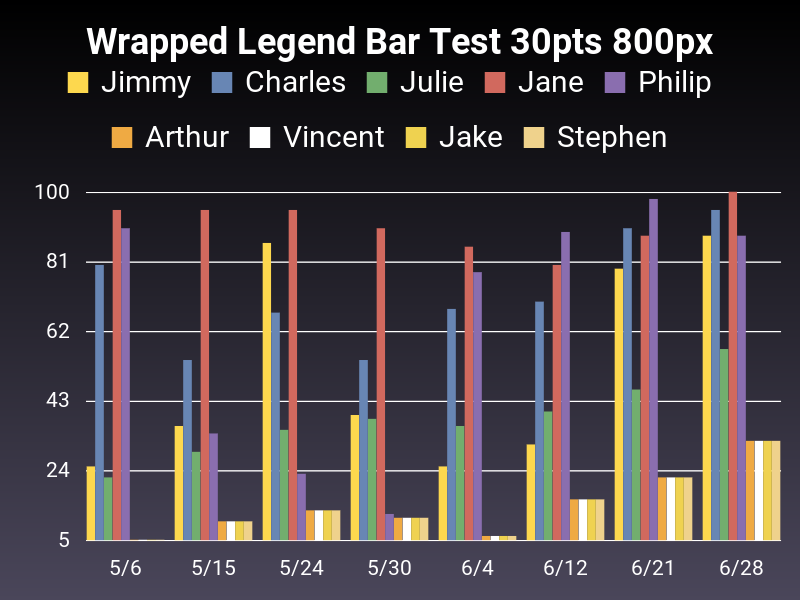 Wrapped Legend Bar Test 30pts 800px
Jimmy Charles Julie Jane Philip
Arthur Vincent Jake Stephen
100
81
62
43
24
5
5/6 5/15 5/24 5/30 6/4 6/12 6/21 6/28